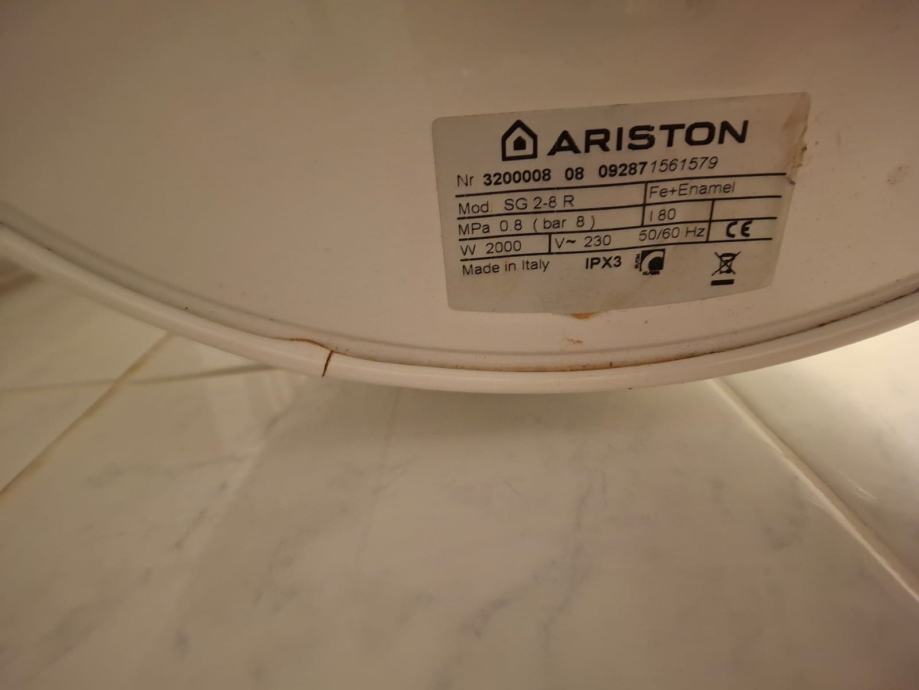 ARISTON
Nr 3200008 08 092871561579
Mod. SG 2-8 R Fe+Enamel
MPa 0.8 (bar 8) l 80
W 2000 V~ 230 50/60 Hz CE
Made in Italy IPX3